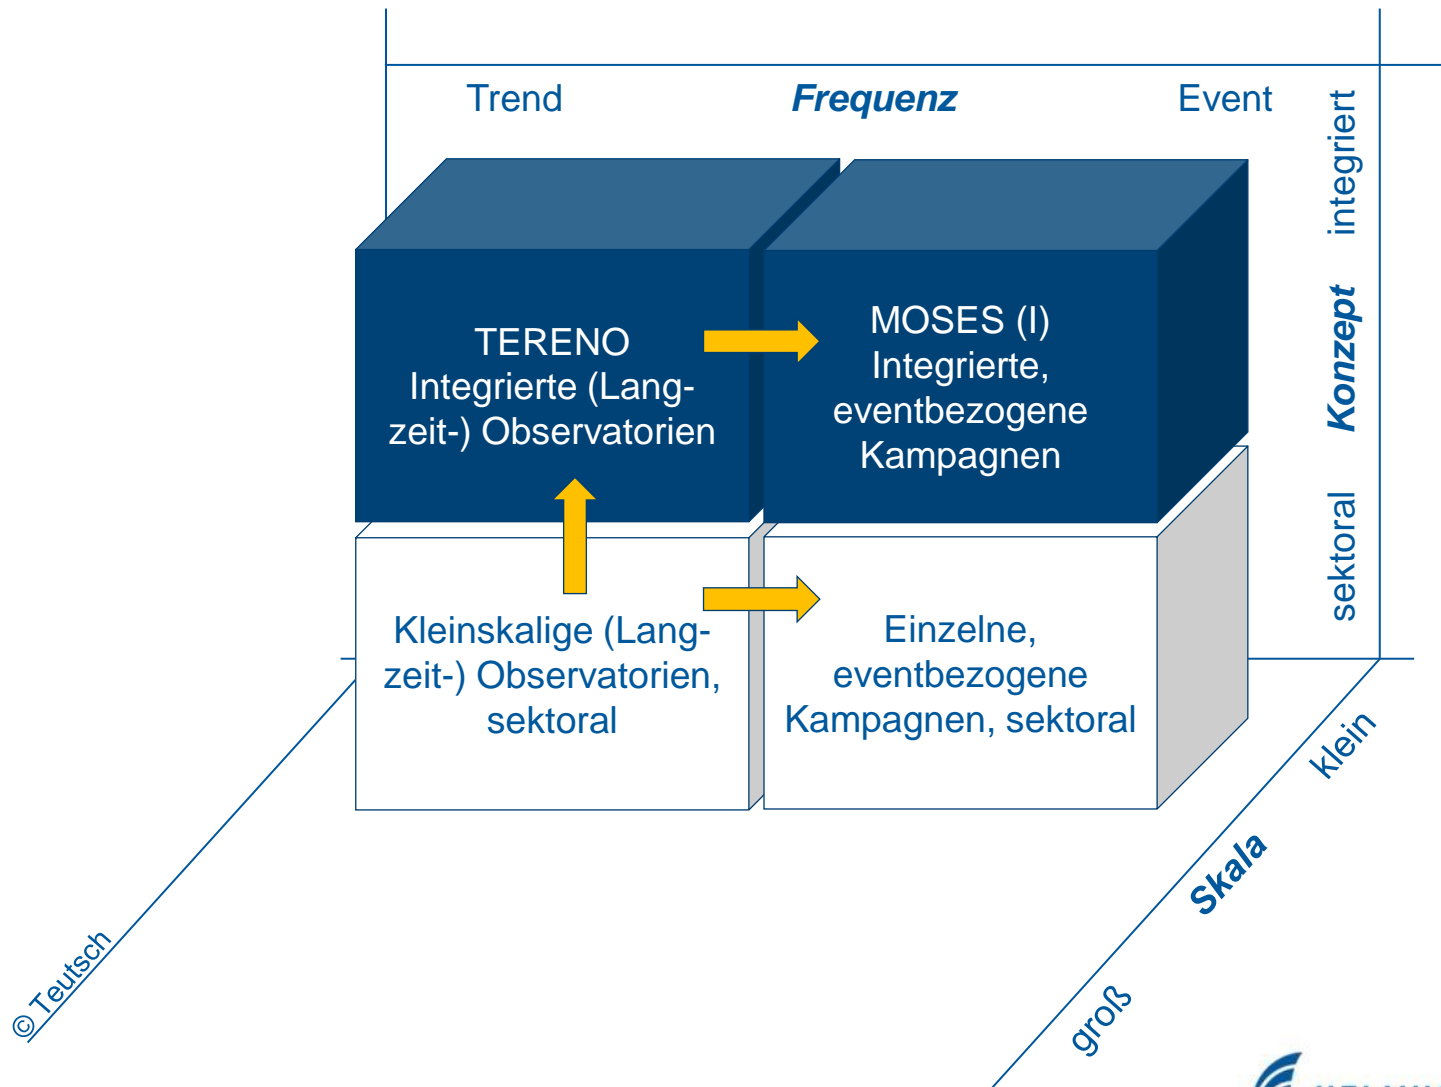 Trend
Frequenz
Event
integriert
Konzept
sektoral
TERENO
Integrierte (Lang-
zeit-) Observatorien
MOSES (I)
Integrierte,
eventbezogene
Kampagnen
Kleinskalige (Lang-
zeit-) Observatorien,
sektoral
Einzelne,
eventbezogene
Kampagnen, sektoral
klein
Skala
groß
© Teutsch